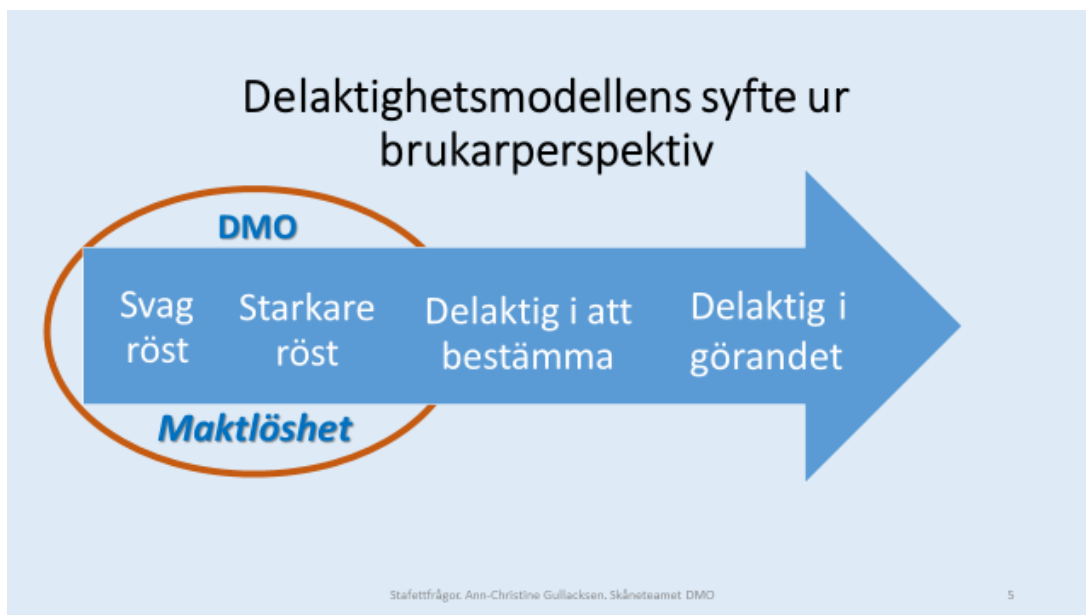 Delaktighetsmodellens syfte ur
brukarperspektiv
DMO
Svag
röst
Starkare
röst
Delaktig i att
bestämma
Delaktig i
görandet
Maktlöshet
Stafettfrågor. Ann-Christine Gullacksen. Skåneteamet DMO
5